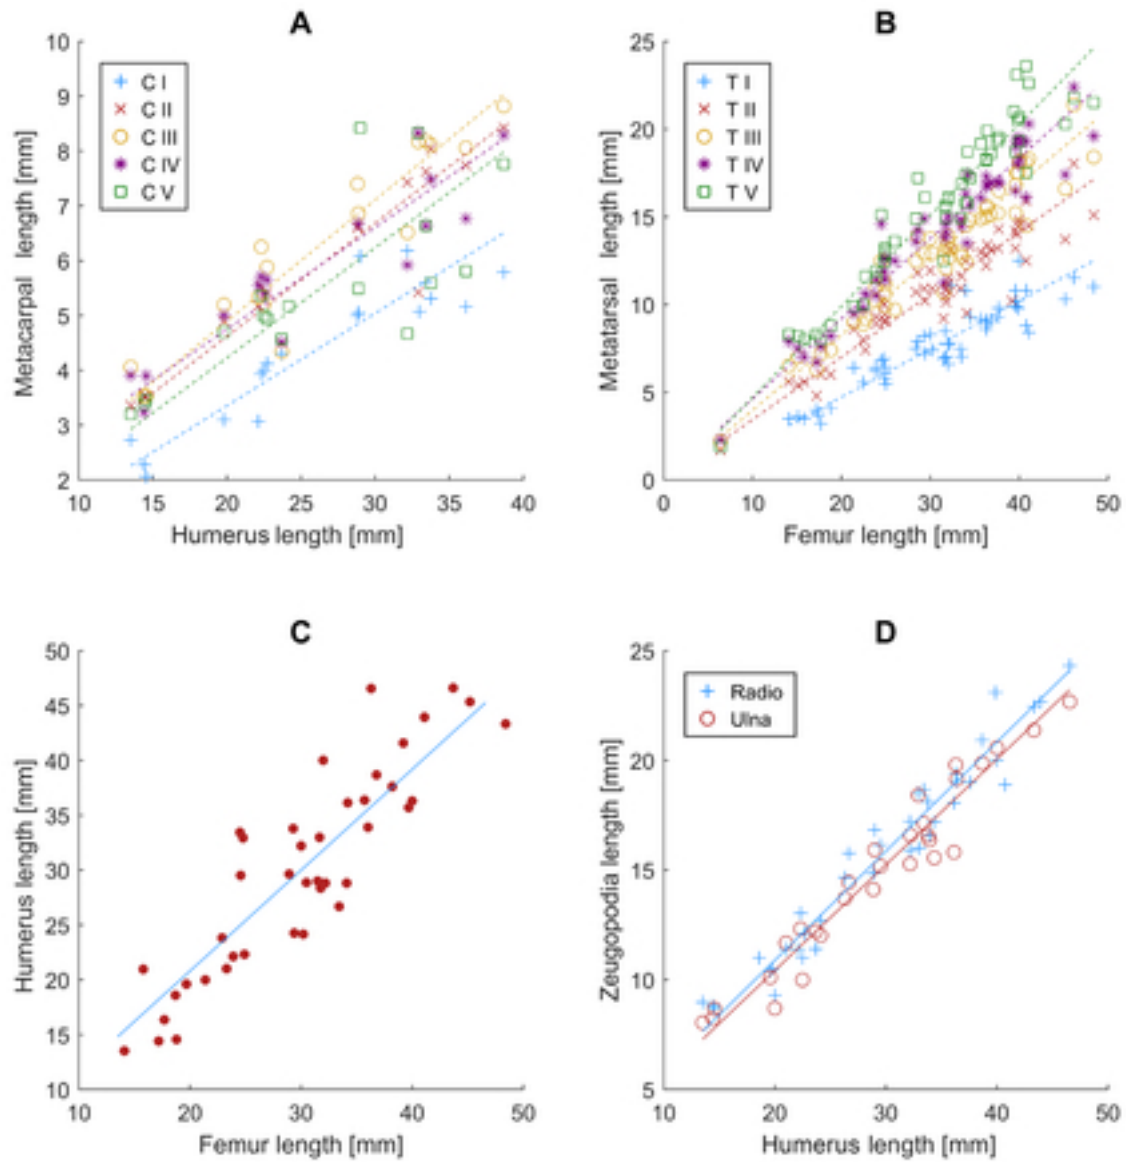 A
10
9
8
7
6
5
4
3
2
10
15
20
25
30
35
40
Metacarpal length [mm]
Humerus length [mm]
C I
C II
C III
C IV
C V
B
25
20
15
10
5
0
0
10
20
30
40
50
Metatarsal length [mm]
Femur length [mm]
T I
T II
T III
T IV
T V
C
50
45
40
35
30
25
20
15
10
10
20
30
40
50
Humerus length [mm]
Femur length [mm]
D
25
20
15
10
5
10
20
30
40
50
Zeugopodia length [mm]
Humerus length [mm]
Radio
Ulna